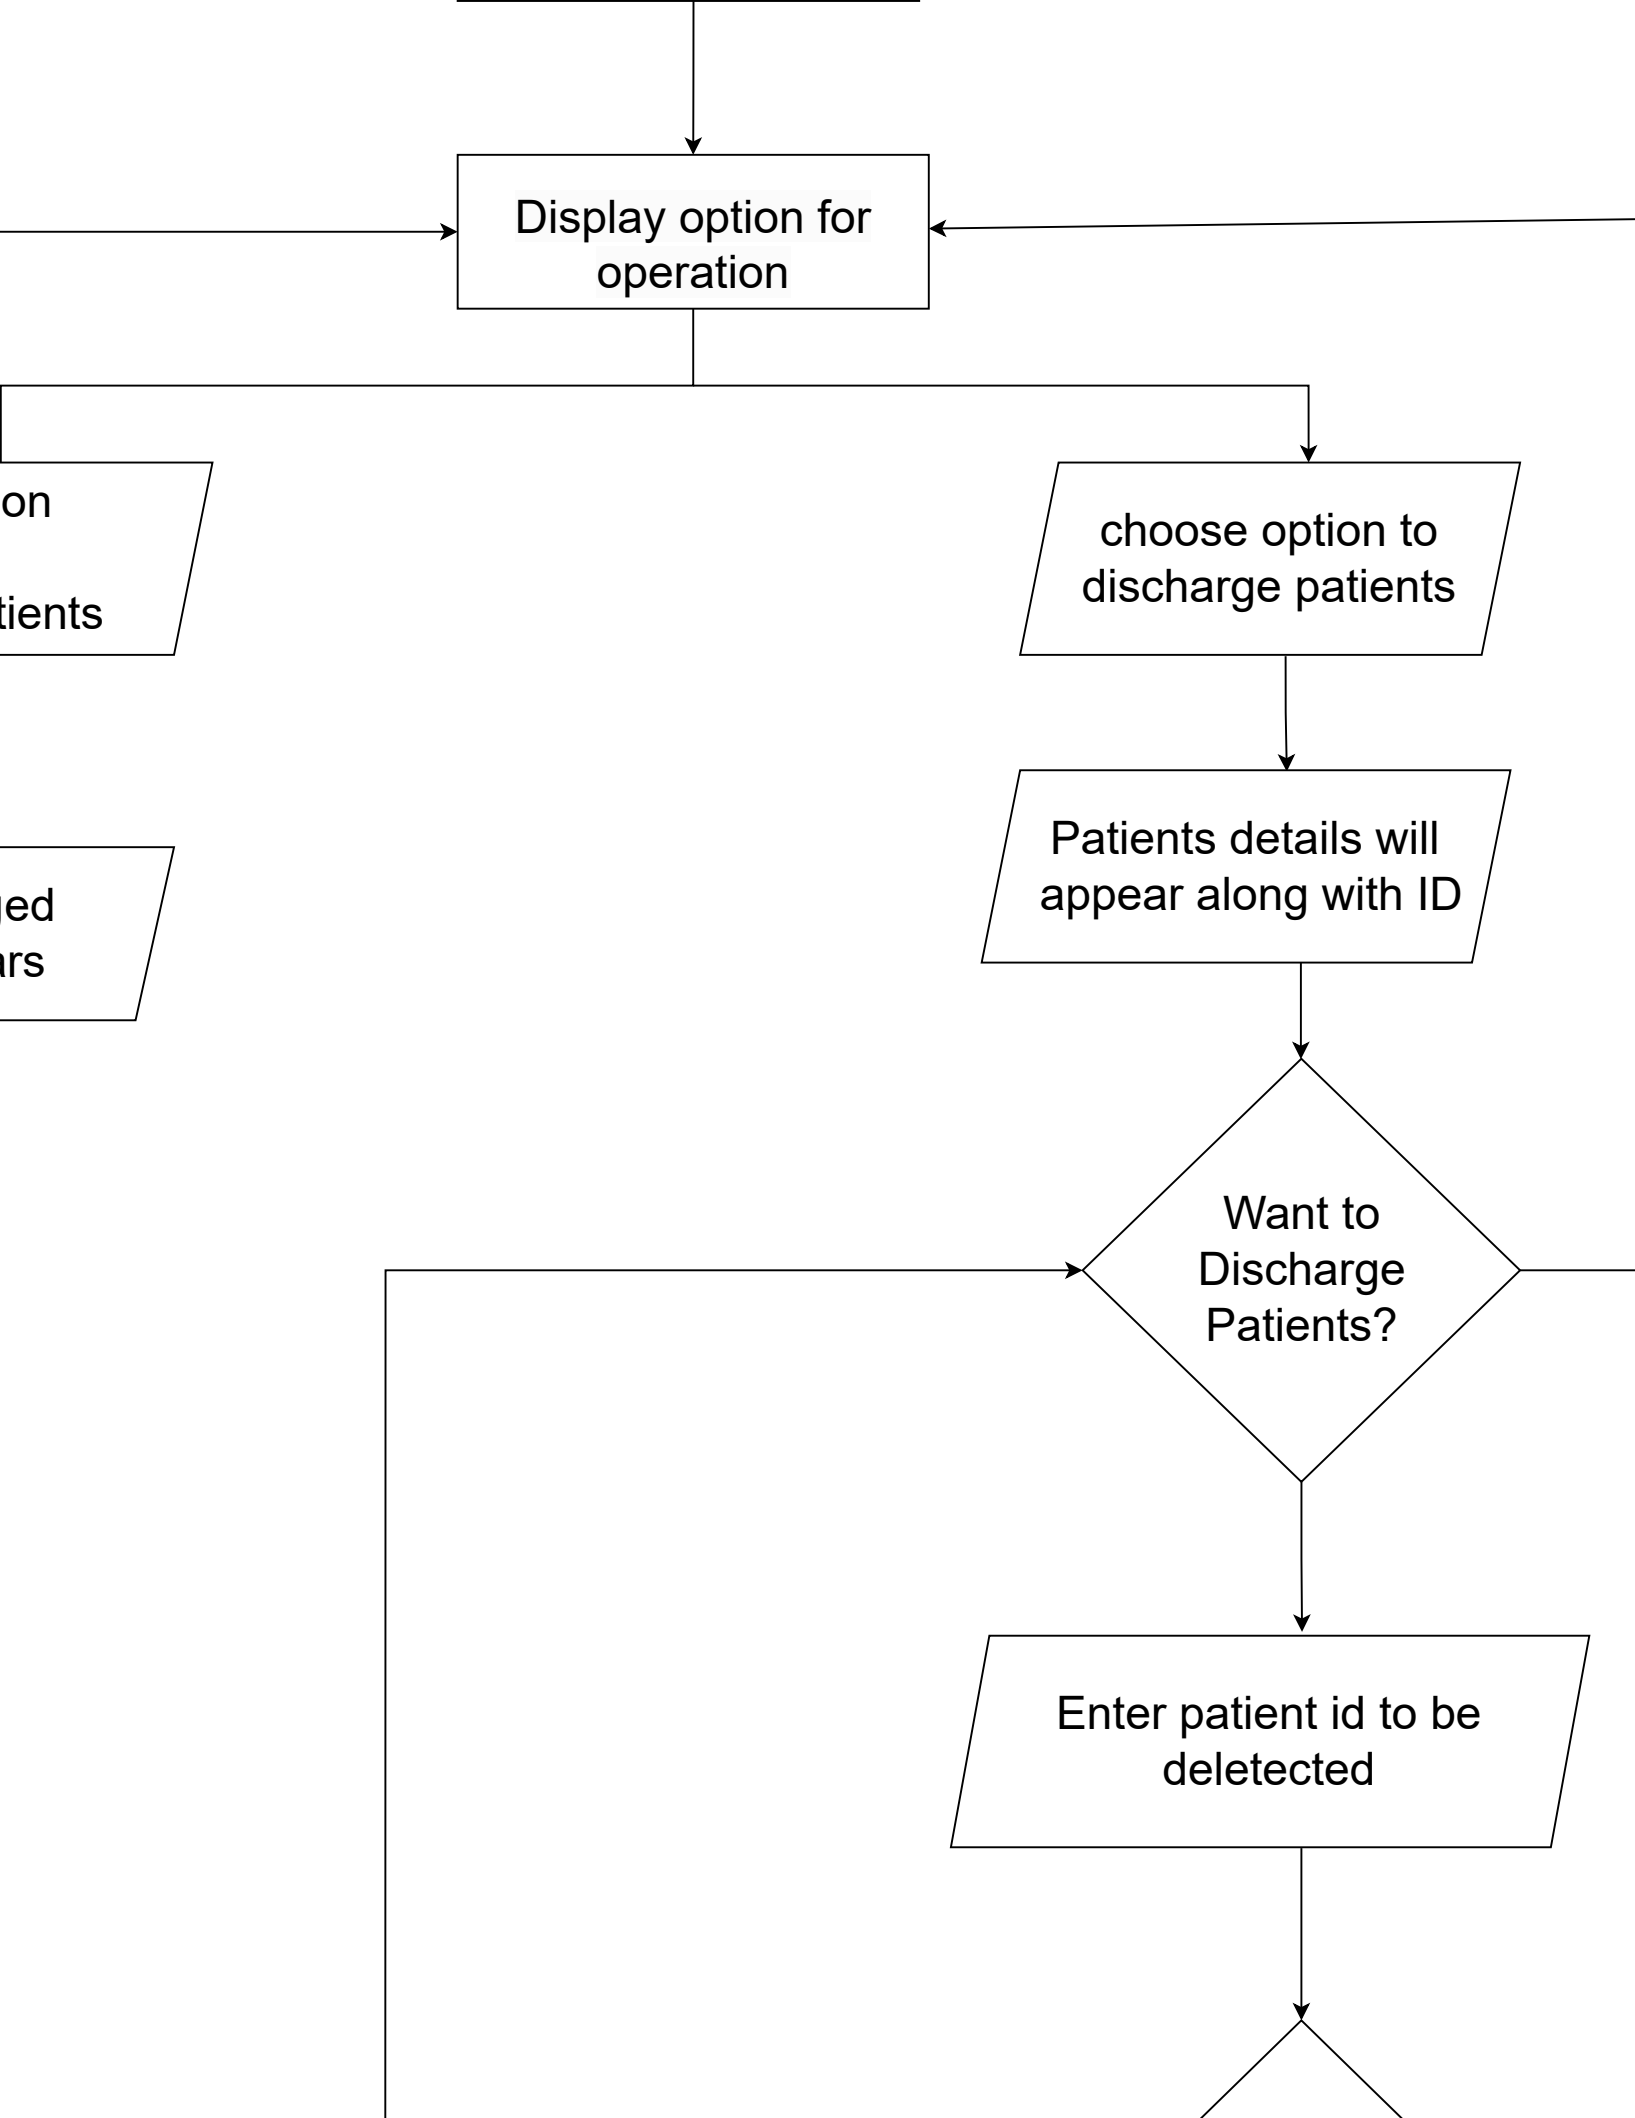 Display option for
operation
on
tients
choose option to
discharge patients
Patients details will
appear along with ID
ged
ars
Want to
Discharge
Patients?
Enter patient id to be
deletected